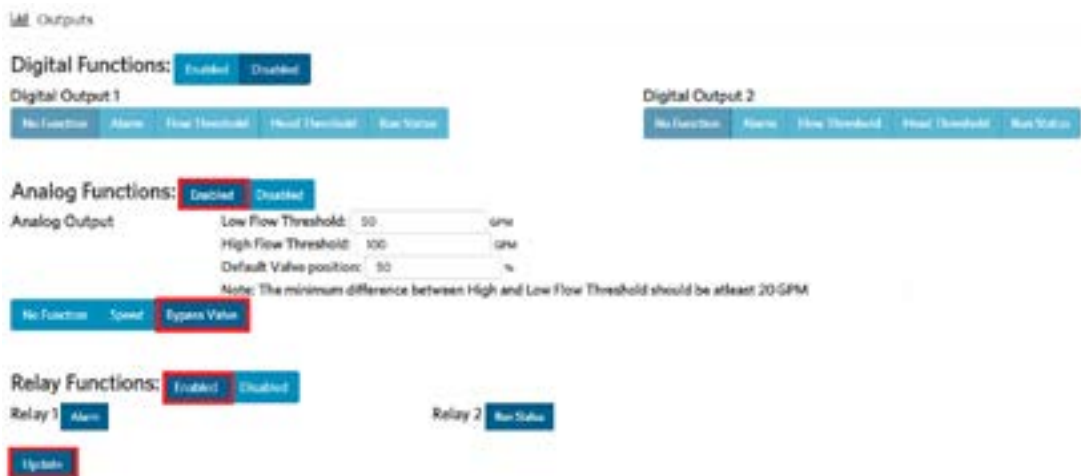 Outputs
Digital Functions: Enabled Disabled
Digital Output 1
No Function Alarm Flow Threshold Head Threshold Run Status
Digital Output 2
No Function Alarm Flow Threshold Head Threshold Run Status
Analog Functions: Enabled Disabled
Analog Output
Low Flow Threshold: 50 GPM
High Flow Threshold: 100 GPM
Default Valve position: 50 %
Note: The minimum difference between High and Low Flow Threshold should be atleast 20 GPM
No Function Speed Bypass Valve
Relay Functions: Enabled Disabled
Relay 1 Alarm
Relay 2 Run Status
Update